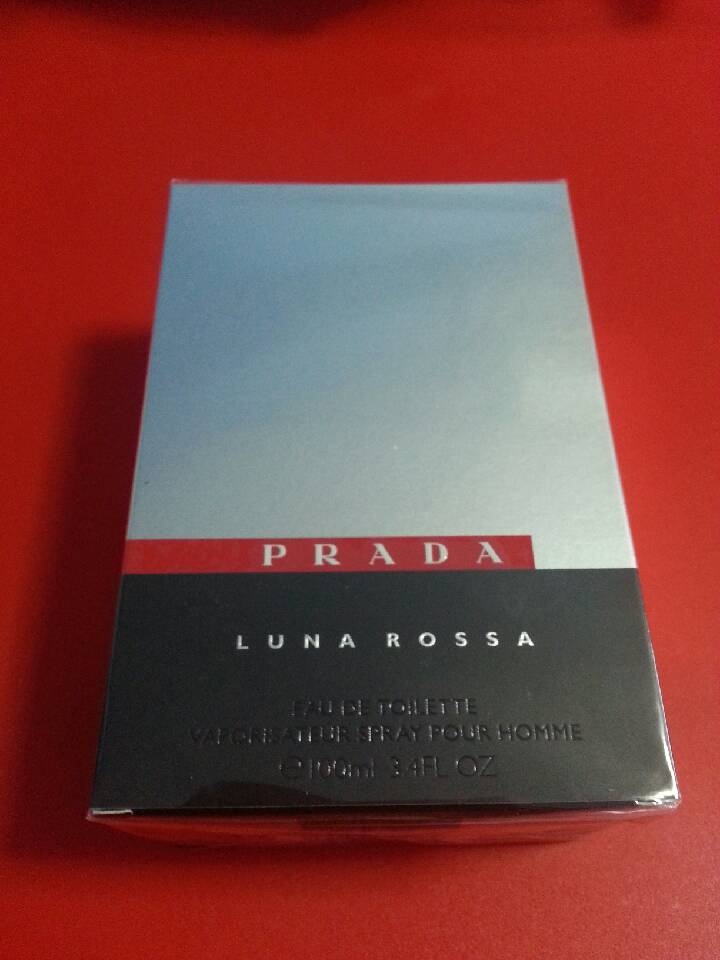 PRADA
LUNA ROSSA
EAU DE TOILETTE
VAPORISATEUR SPRAY POUR HOMME
℮100ml 3.4FL OZ